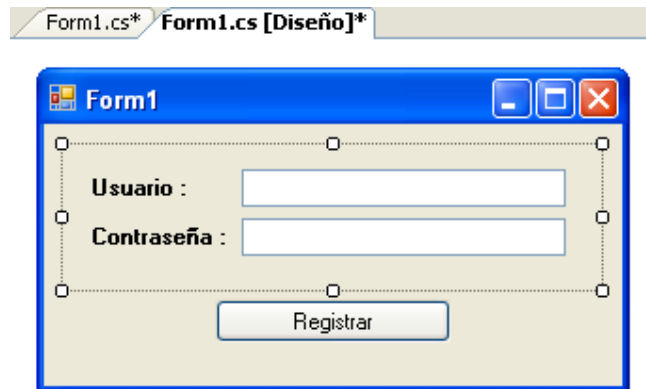 Form1.cs* Form1.cs [Diseño]*
Form1
Usuario :
Contraseña :
Registrar